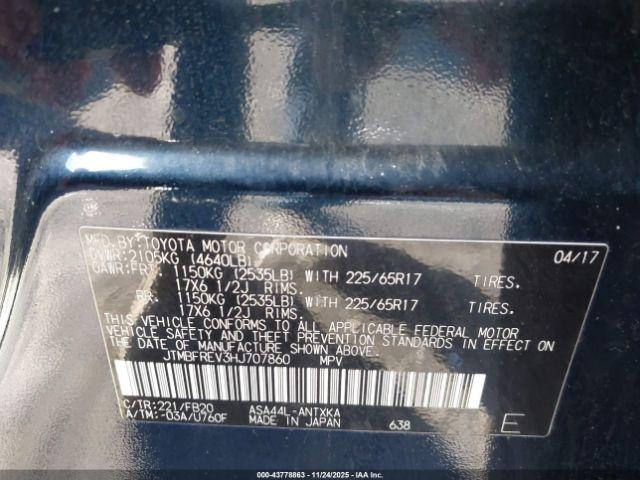 MFD. BY: TOYOTA MOTOR CORPORATION 04/17
GVWR: 2105KG (4640LB)
GAWR: FRT. 1150KG (2535LB) WITH 225/65R17 TIRES.
17X6 1/2J RIMS.
RR. 1150KG (2535LB) WITH 225/65R17 TIRES.
17X6 1/2J RIMS.
THIS VEHICLE CONFORMS TO ALL APPLICABLE FEDERAL MOTOR
VEHICLE SAFETY AND THEFT PREVENTION STANDARDS IN EFFECT ON
THE DATE OF MANUFACTURE SHOWN ABOVE.
JTMBFREV3HJ707860 MPV
C/TR: 221/FB20 ASA44L-ANTXKA
A/TM: -03A/U760F MADE IN JAPAN 638 E
000-43778863 - 11/24/2025 - IAA Inc.